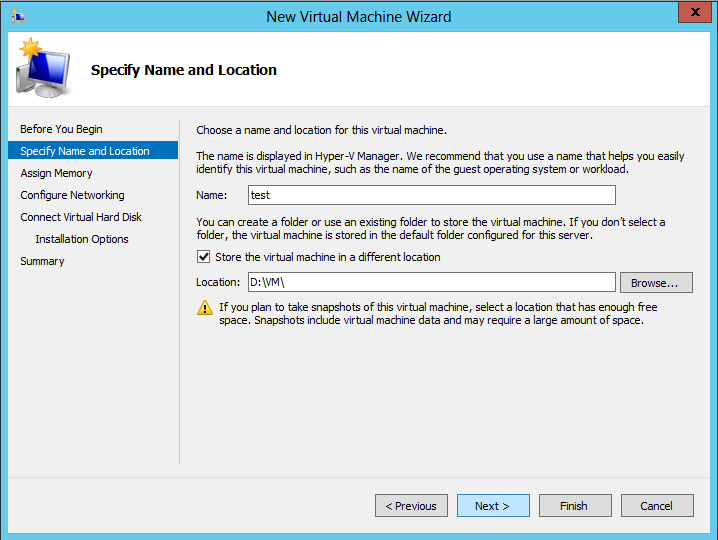 New Virtual Machine Wizard
x
Specify Name and Location
Before You Begin
Specify Name and Location
Assign Memory
Configure Networking
Connect Virtual Hard Disk
Installation Options
Summary
Choose a name and location for this virtual machine.
The name is displayed in Hyper-V Manager. We recommend that you use a name that helps you easily
identify this virtual machine, such as the name of the guest operating system or workload.
Name: test
You can create a folder or use an existing folder to store the virtual machine. If you don't select a
folder, the virtual machine is stored in the default folder configured for this server.
Store the virtual machine in a different location
Location: D:\VM\ Browse...
If you plan to take snapshots of this virtual machine, select a location that has enough free
space. Snapshots include virtual machine data and may require a large amount of space.
< Previous Next > Finish Cancel